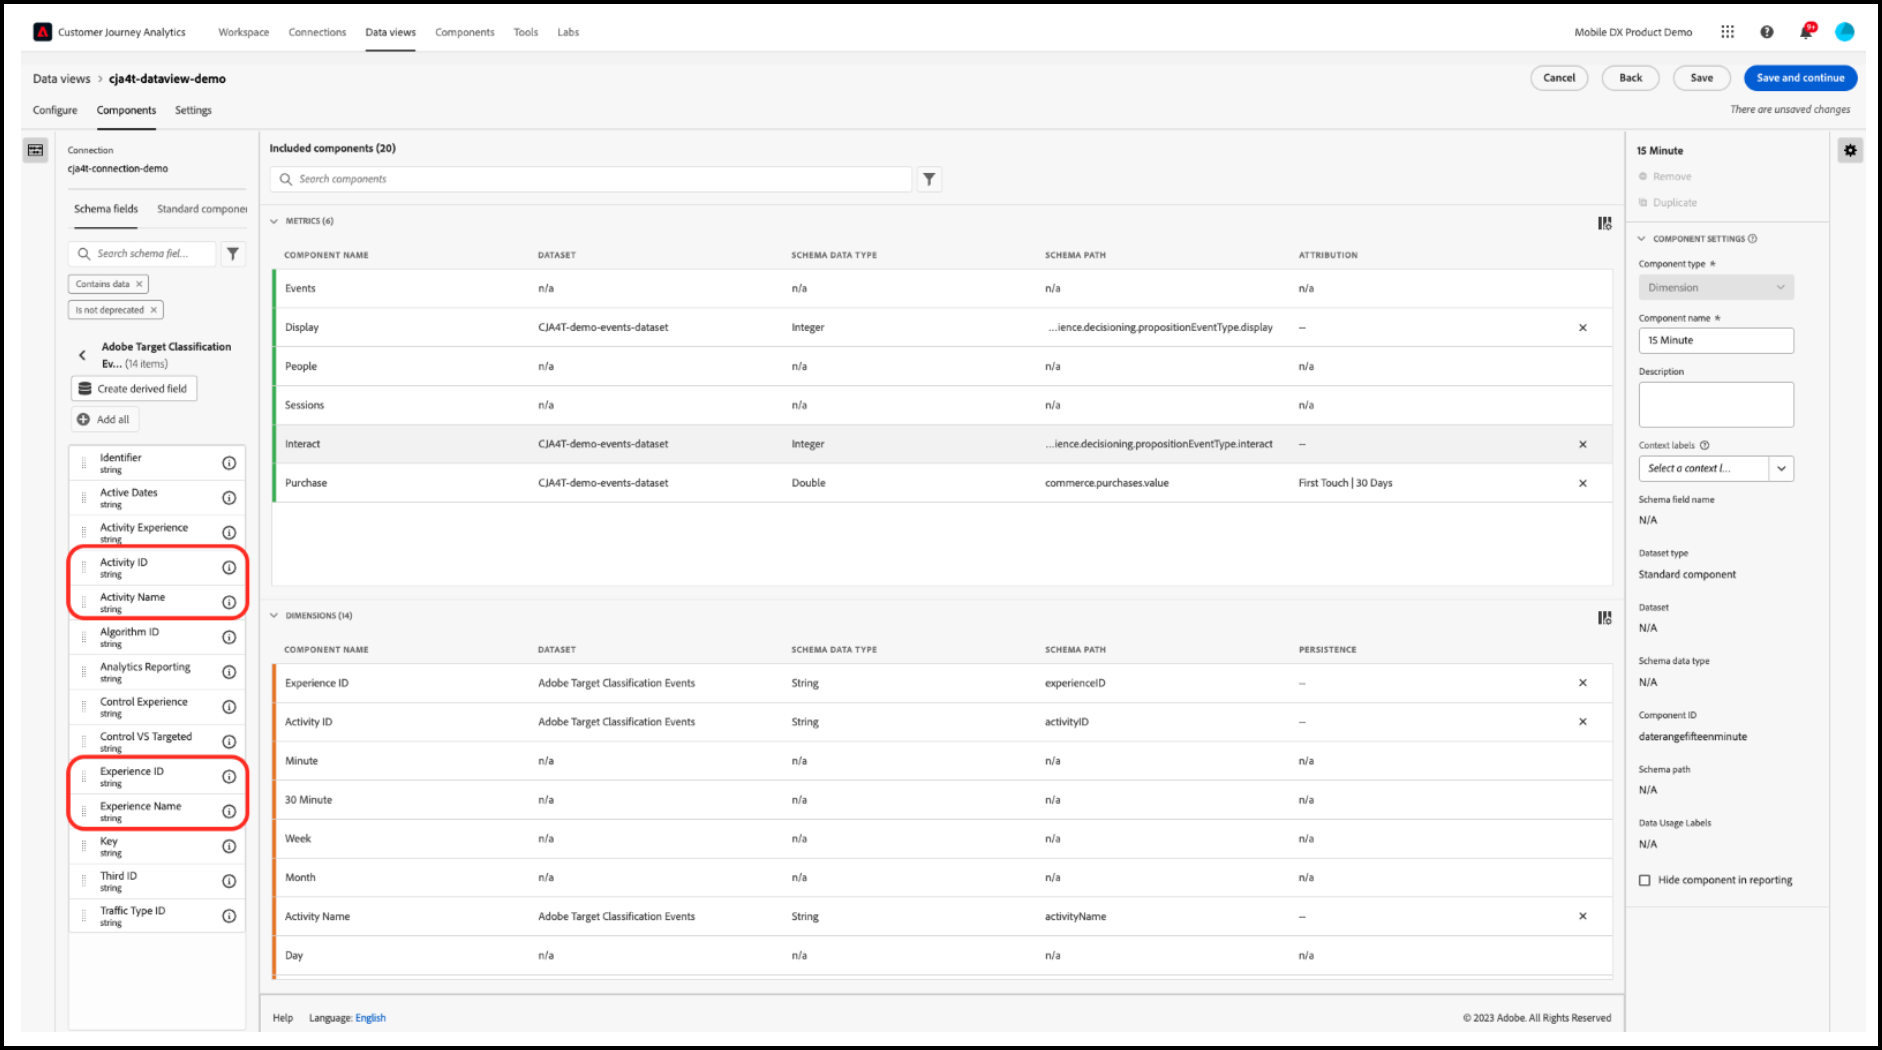 Customer Journey Analytics Workspace Connections Data views Components Tools Labs Mobile DX Product Demo 9+
Data views > cja4t-dataview-demo Cancel Back Save Save and continue
Configure Components Settings There are unsaved changes
Connection
cja4t-connection-demo
Schema fields Standard componen
Search schema fiel...
Contains data ×
Is not deprecated ×
Adobe Target Classification
Ev... (14 items)
Create derived field
Add all
Identifier
string
Active Dates
string
Activity Experience
string
Activity ID
string
Activity Name
string
Algorithm ID
string
Analytics Reporting
string
Control Experience
string
Control VS Targeted
string
Experience ID
string
Experience Name
string
Key
string
Third ID
string
Traffic Type ID
string
Included components (20)
Search components
METRICS (6)
COMPONENT NAME DATASET SCHEMA DATA TYPE SCHEMA PATH ATTRIBUTION
Events n/a n/a n/a n/a
Display CJA4T-demo-events-dataset Integer ...ience.decisioning.propositionEventType.display –
People n/a n/a n/a n/a
Sessions n/a n/a n/a n/a
Interact CJA4T-demo-events-dataset Integer ...ience.decisioning.propositionEventType.interact –
Purchase CJA4T-demo-events-dataset Double commerce.purchases.value First Touch | 30 Days
DIMENSIONS (14)
COMPONENT NAME DATASET SCHEMA DATA TYPE SCHEMA PATH PERSISTENCE
Experience ID Adobe Target Classification Events String experienceID –
Activity ID Adobe Target Classification Events String activityID –
Minute n/a n/a n/a n/a
30 Minute n/a n/a n/a n/a
Week n/a n/a n/a n/a
Month n/a n/a n/a n/a
Activity Name Adobe Target Classification Events String activityName –
Day n/a n/a n/a n/a
Help Language: English © 2023 Adobe. All Rights Reserved
15 Minute
Remove
Duplicate
COMPONENT SETTINGS
Component type *
Dimension
Component name *
15 Minute
Description
Context labels
Select a context l...
Schema field name
N/A
Dataset type
Standard component
Dataset
N/A
Schema data type
N/A
Component ID
daterangefifteenminute
Schema path
N/A
Data Usage Labels
N/A
Hide component in reporting